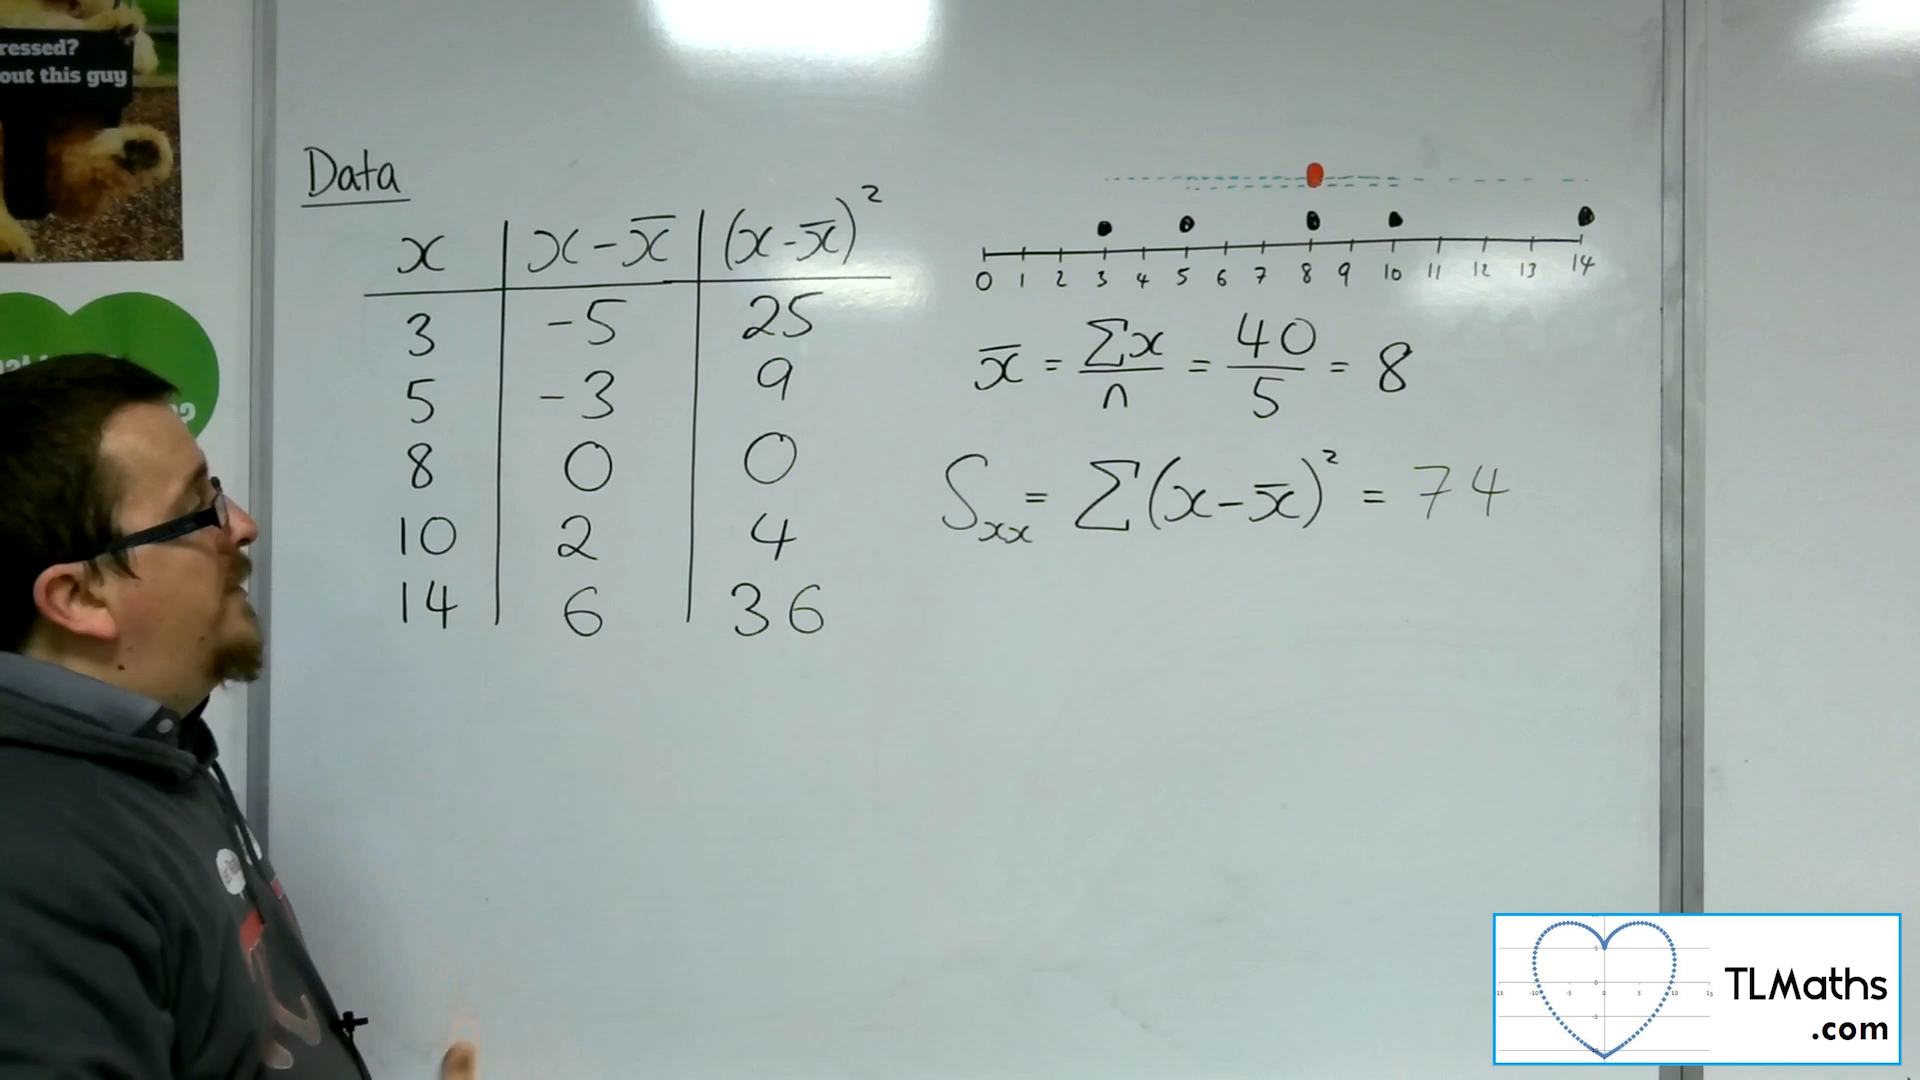 ressed?
out this guy
Data
x | x - x̄ | (x - x̄)²
3 | -5 | 25
5 | -3 | 9
8 | 0 | 0
10 | 2 | 4
14 | 6 | 36
0 1 2 3 4 5 6 7 8 9 10 11 12 13 14
x̄ = Σx/n = 40/5 = 8
Sxx = Σ(x - x̄)² = 74
TLMaths
.com